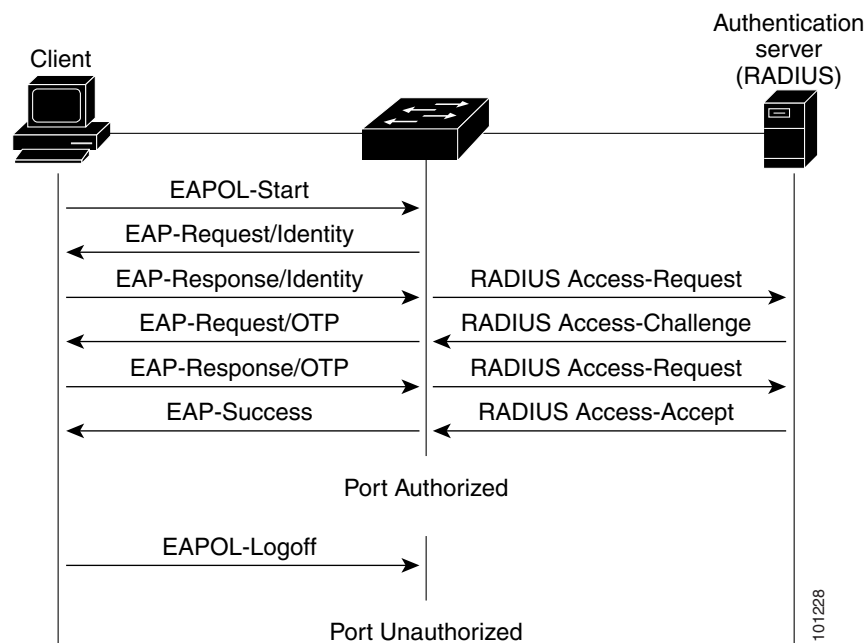 Client
Authentication
server
(RADIUS)
EAPOL-Start
EAP-Request/Identity
EAP-Response/Identity
RADIUS Access-Request
EAP-Request/OTP
RADIUS Access-Challenge
EAP-Response/OTP
RADIUS Access-Request
EAP-Success
RADIUS Access-Accept
Port Authorized
EAPOL-Logoff
Port Unauthorized
101228